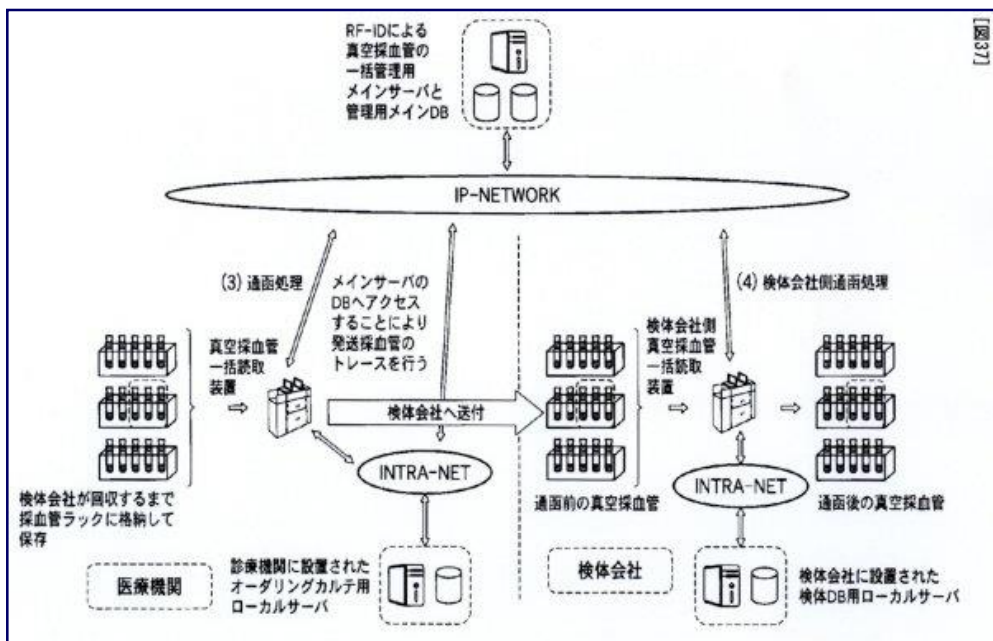 [図37]
RF-IDによる
真空採血管の
一括管理用
メインサーバと
管理用メインDB
IP-NETWORK
(3) 通函処理
メインサーバの
DBへアクセス
することにより
発送採血管の
トレースを行う
(4) 検体会社側通函処理
真空採血管
一括読取
装置
検体会社へ送付
検体会社側
真空採血管
一括読取
装置
INTRA-NET
検体会社が回収するまで
採血管ラックに格納して
保存
通函前の真空採血管
INTRA-NET
通函後の真空採血管
医療機関
診療機関に設置された
オーダリングカルテ用
ローカルサーバ
検体会社
検体会社に設置された
検体DB用ローカルサーバ